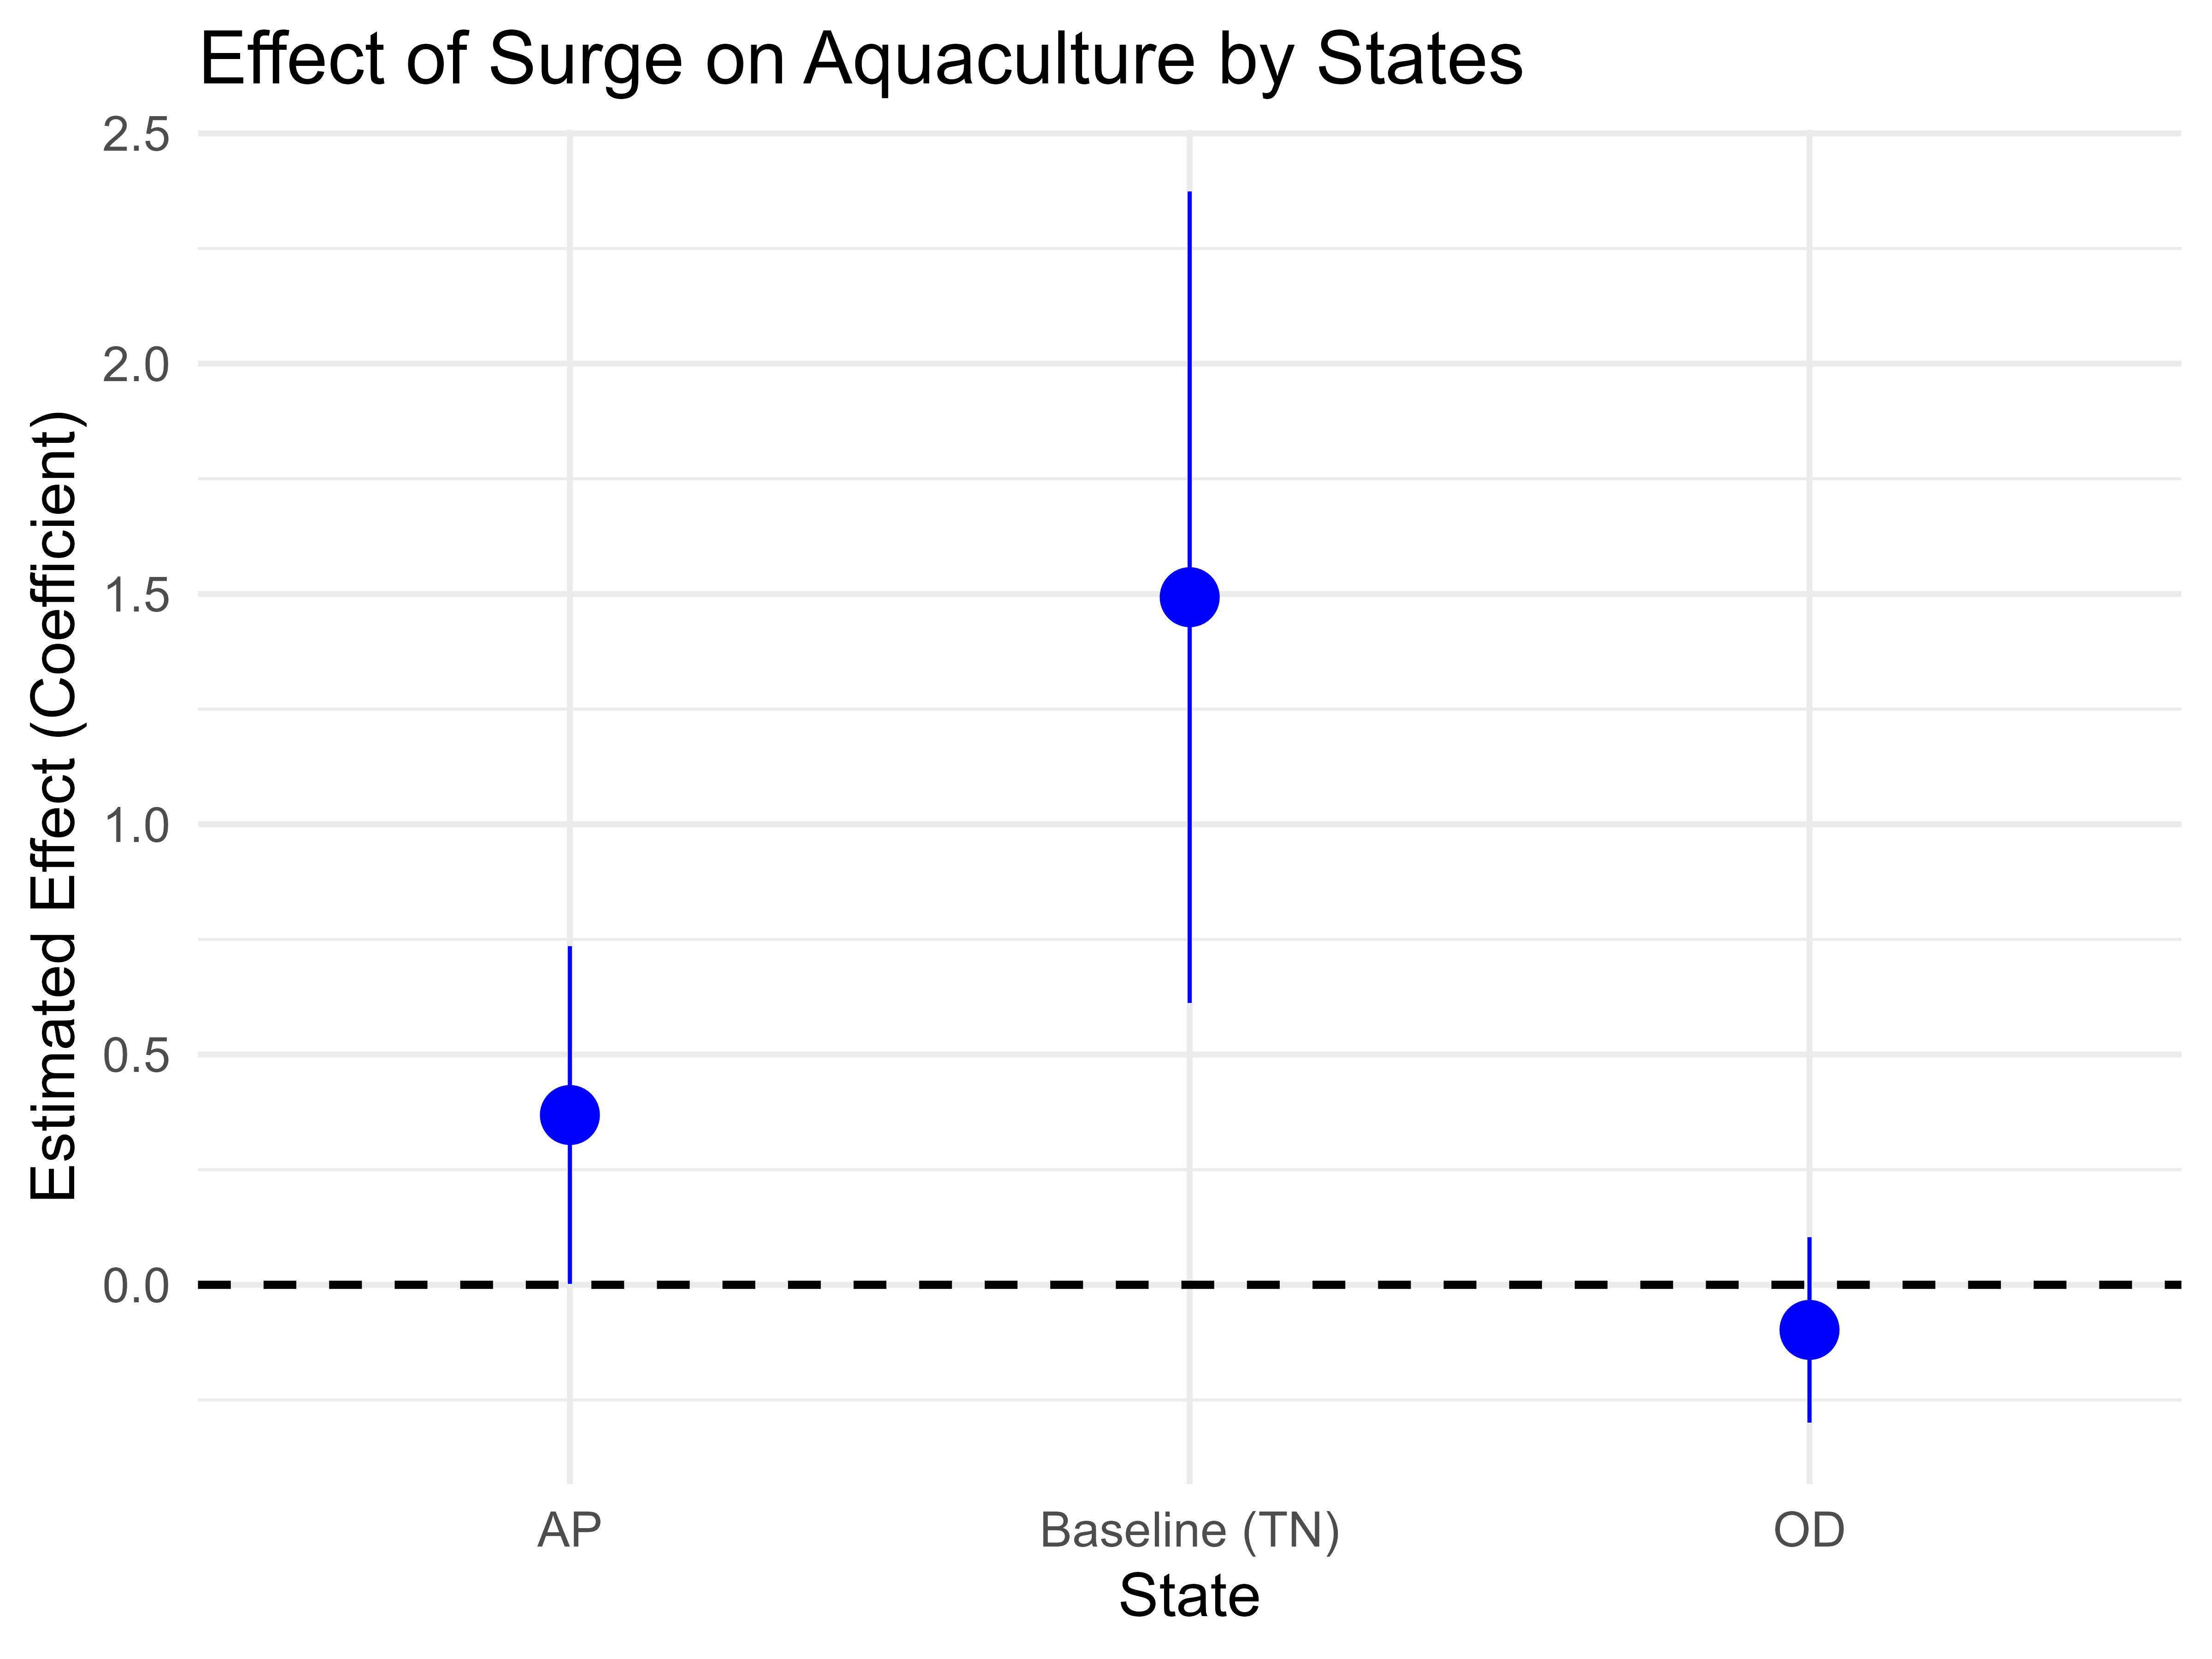 Effect of Surge on Aquaculture by States
Estimated Effect (Coefficient)
2.5
2.0
1.5
1.0
0.5
0.0
AP
Baseline (TN)
OD
State